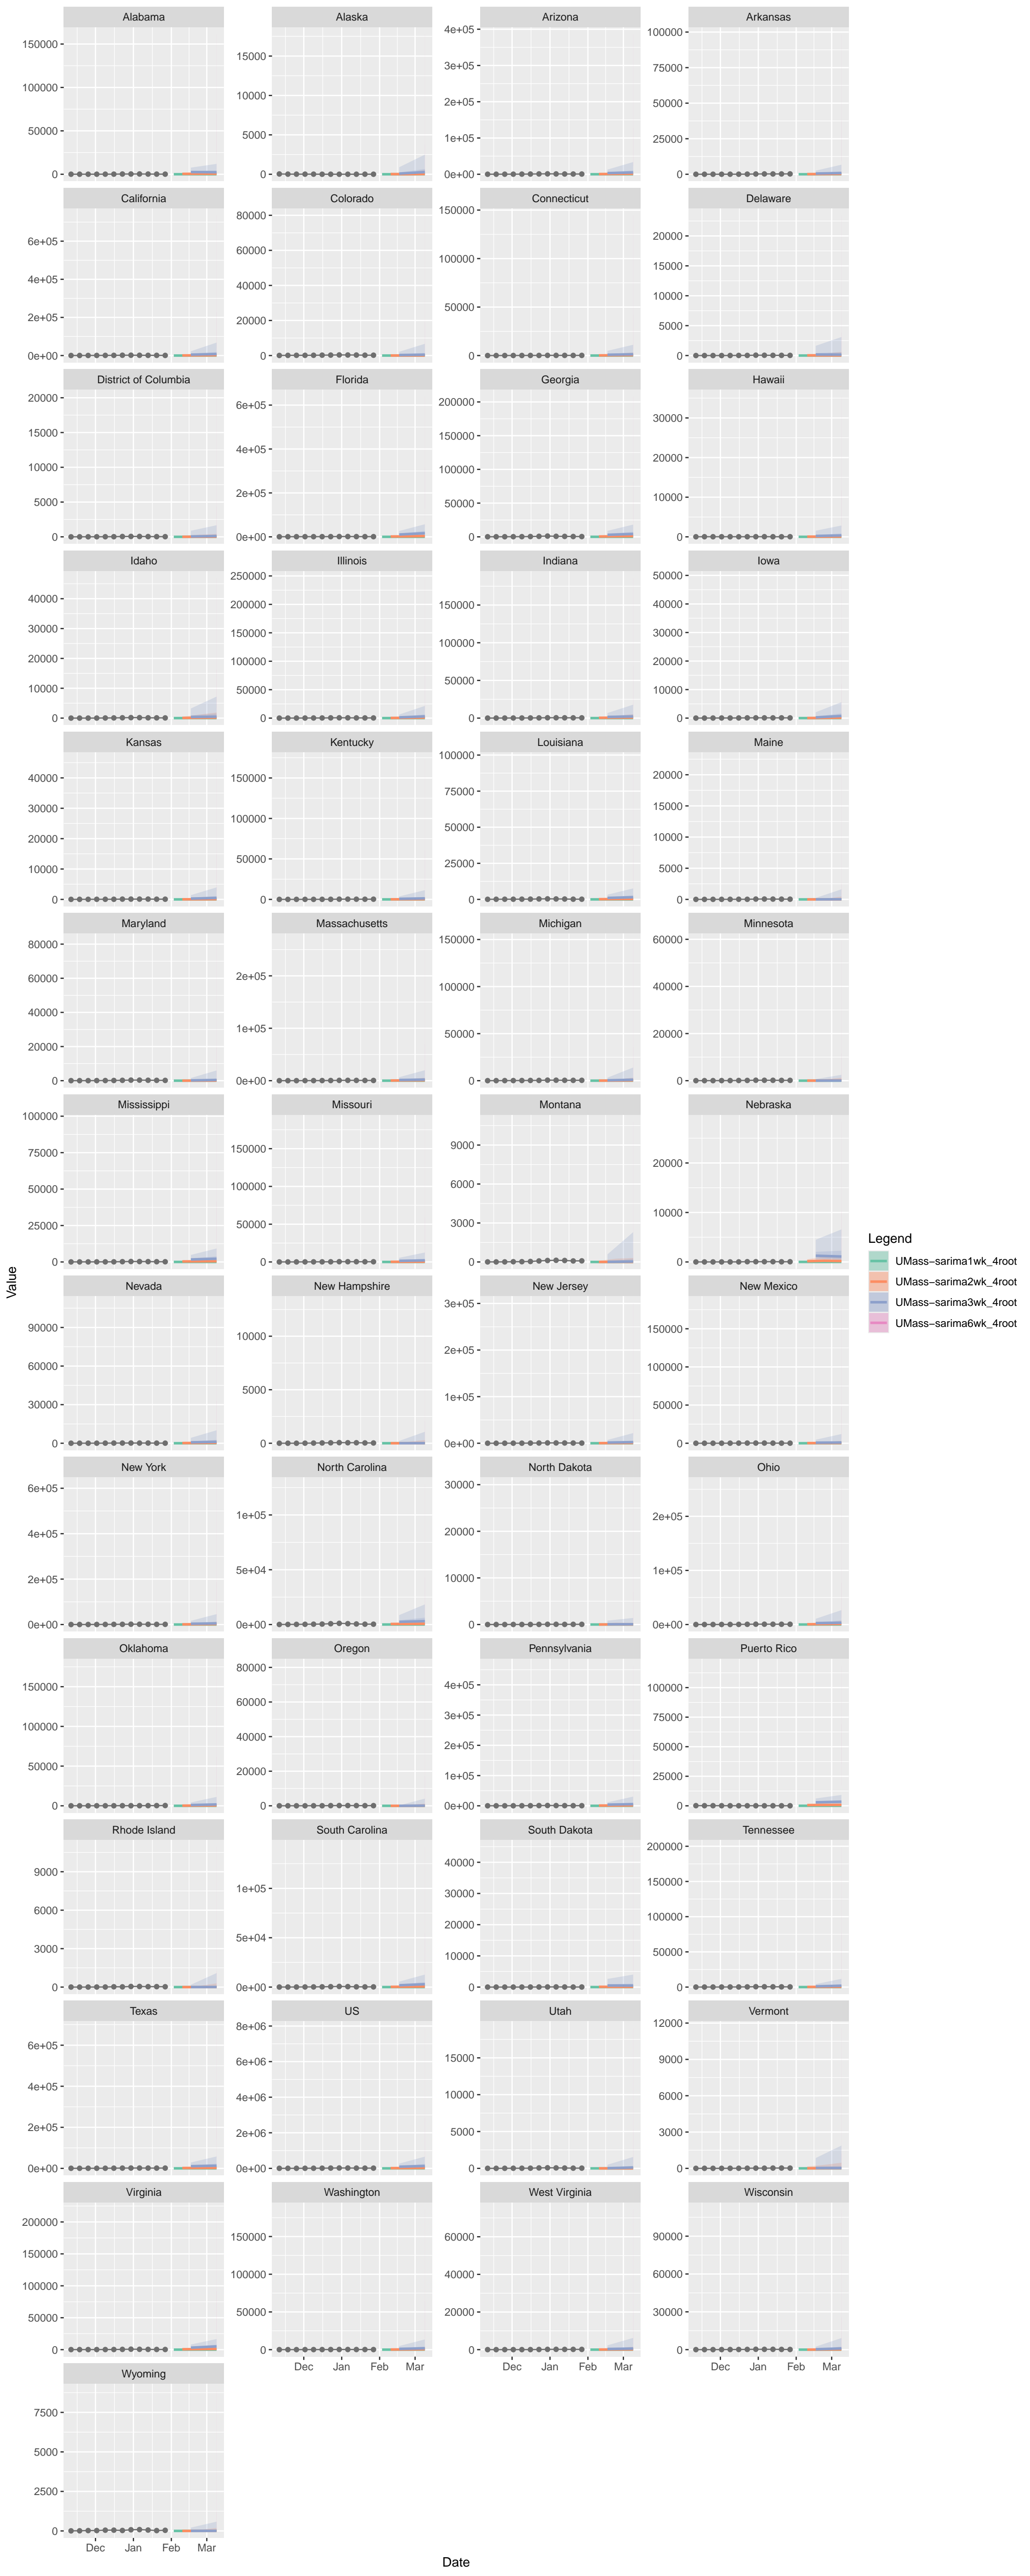 Alabama Alaska Arizona Arkansas
150000 100000 50000 0
15000 10000 5000 0
4e+05 3e+05 2e+05 1e+05 0e+00
100000 75000 50000 25000 0
California Colorado Connecticut Delaware
6e+05 4e+05 2e+05 0e+00
80000 60000 40000 20000 0
150000 100000 50000 0
20000 15000 10000 5000 0
District of Columbia Florida Georgia Hawaii
20000 15000 10000 5000 0
6e+05 4e+05 2e+05 0e+00
200000 150000 100000 50000 0
30000 20000 10000 0
Idaho Illinois Indiana Iowa
40000 30000 20000 10000 0
250000 200000 150000 100000 50000 0
150000 100000 50000 0
50000 40000 30000 20000 10000 0
Kansas Kentucky Louisiana Maine
40000 30000 20000 10000 0
150000 100000 50000 0
100000 75000 50000 25000 0
20000 15000 10000 5000 0
Maryland Massachusetts Michigan Minnesota
80000 60000 40000 20000 0
2e+05 1e+05 0e+00
150000 100000 50000 0
60000 40000 20000 0
Mississippi Missouri Montana Nebraska
100000 75000 50000 25000 0
150000 100000 50000 0
9000 6000 3000 0
20000 10000 0
Nevada New Hampshire New Jersey New Mexico
90000 60000 30000 0
10000 5000 0
3e+05 2e+05 1e+05 0e+00
150000 100000 50000 0
New York North Carolina North Dakota Ohio
6e+05 4e+05 2e+05 0e+00
1e+05 5e+04 0e+00
30000 20000 10000 0
2e+05 1e+05 0e+00
Oklahoma Oregon Pennsylvania Puerto Rico
150000 100000 50000 0
80000 60000 40000 20000 0
4e+05 3e+05 2e+05 1e+05 0e+00
100000 75000 50000 25000 0
Rhode Island South Carolina South Dakota Tennessee
9000 6000 3000 0
1e+05 5e+04 0e+00
40000 30000 20000 10000 0
200000 150000 100000 50000 0
Texas US Utah Vermont
6e+05 4e+05 2e+05 0e+00
8e+06 6e+06 4e+06 2e+06 0e+00
15000 10000 5000 0
12000 9000 6000 3000 0
Virginia Washington West Virginia Wisconsin
200000 150000 100000 50000 0
150000 100000 50000 0
60000 40000 20000 0
90000 60000 30000 0
Dec Jan Feb Mar Dec Jan Feb Mar Dec Jan Feb Mar
Wyoming
7500 5000 2500 0
Dec Jan Feb Mar
Date
Value
Legend
UMass−sarima1wk_4root
UMass−sarima2wk_4root
UMass−sarima3wk_4root
UMass−sarima6wk_4root